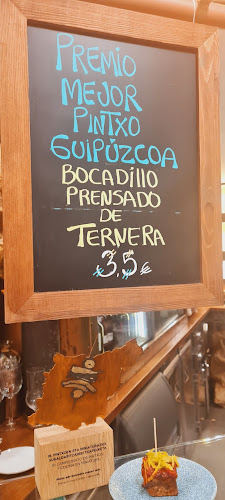 PREMIO
MEJOR
PINTXO
GUIPÚZCOA
BOCADillO
PRENSADO
DE
TERNERA
3,5€